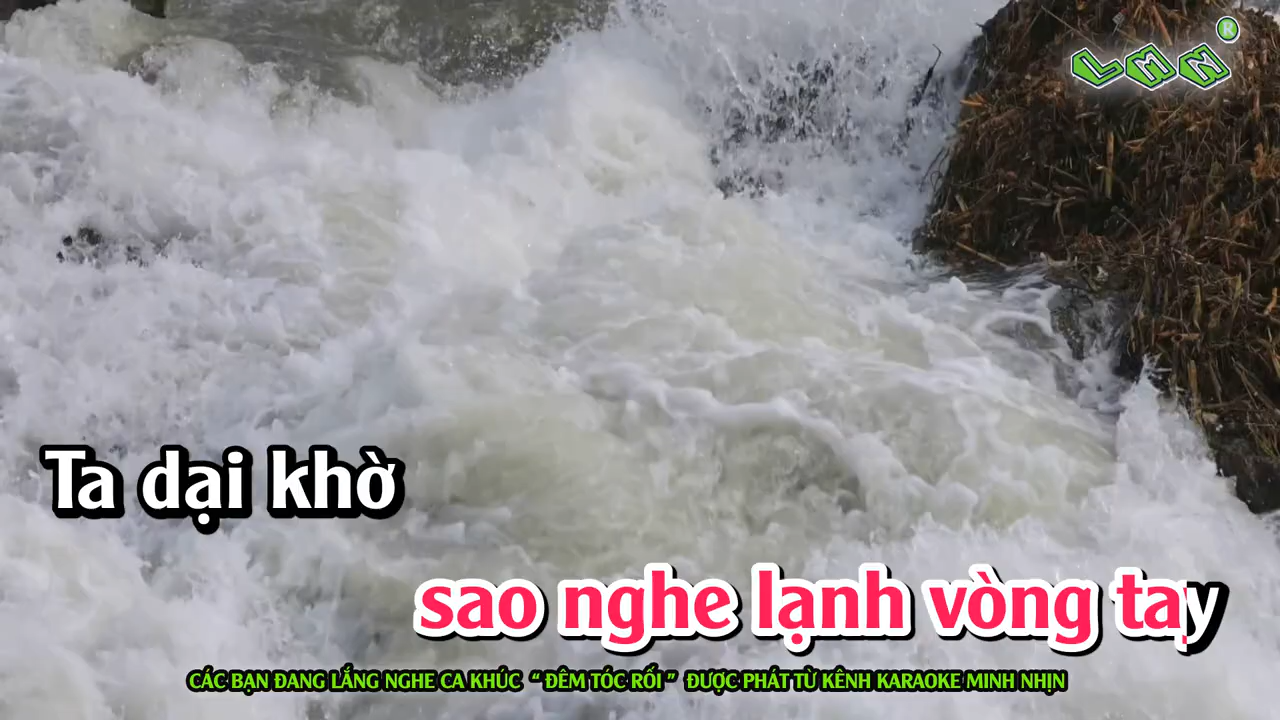 LMN®
Ta dại khờ
sao nghe lạnh vòng tay
CÁC BẠN ĐANG LẮNG NGHE CA KHÚC “ ĐÊM TÓC RỐI ” ĐƯỢC PHÁT TỪ KÊNH KARAOKE MINH NHỊN